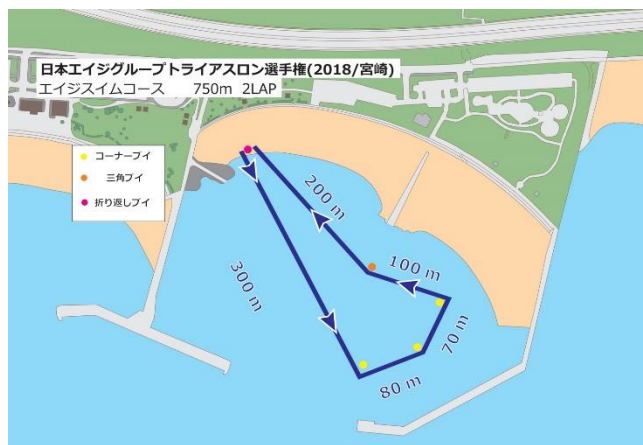 日本エイジグループトライアスロン選手権(2018/宮崎)
エイジスイムコース 750m 2LAP
コーナーブイ
三角ブイ
折り返しブイ
200 m
100 m
300 m
70 m
80 m